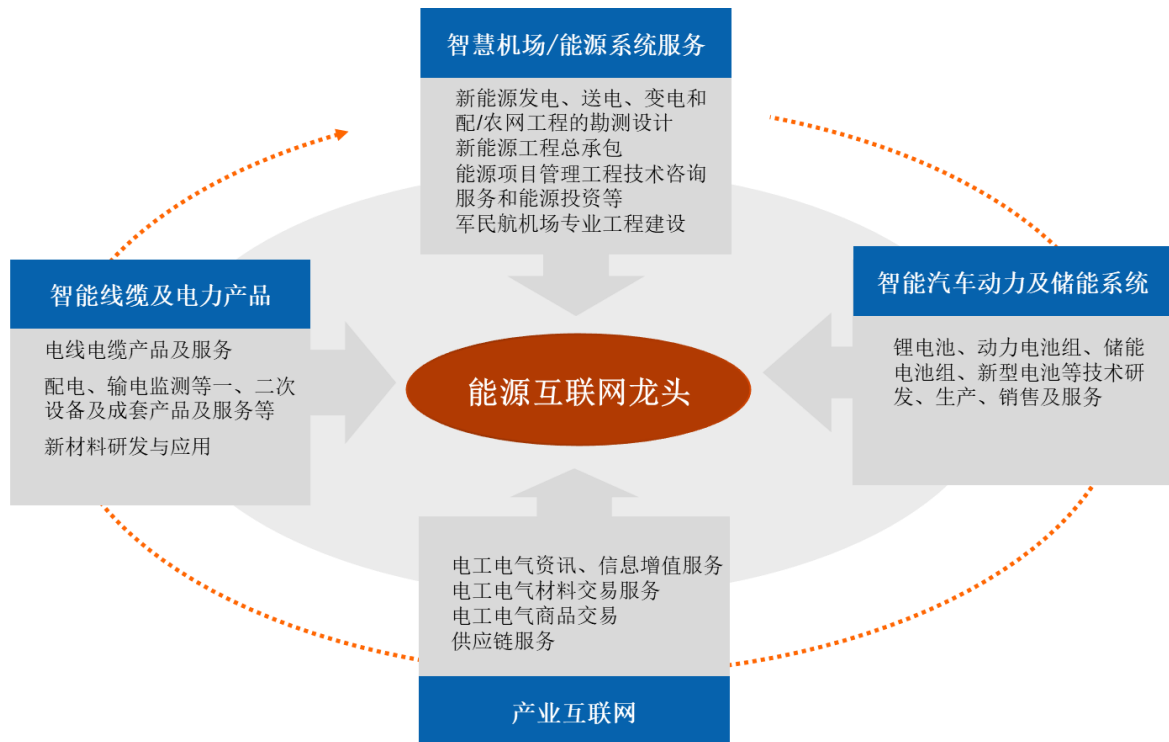 智慧机场/能源系统服务
新能源发电、送电、变电和
配/农网工程的勘测设计
新能源工程总承包
能源项目管理工程技术咨询
服务和能源投资等
军民航机场专业工程建设
智能线缆及电力产品
电线电缆产品及服务
配电、输电监测等一、二次
设备及成套产品及服务等
新材料研发与应用
能源互联网龙头
智能汽车动力及储能系统
锂电池、动力电池组、储能
电池组、新型电池等技术研
发、生产、销售及服务
电工电气资讯、信息增值服务
电工电气材料交易服务
电工电气商品交易
供应链服务
产业互联网